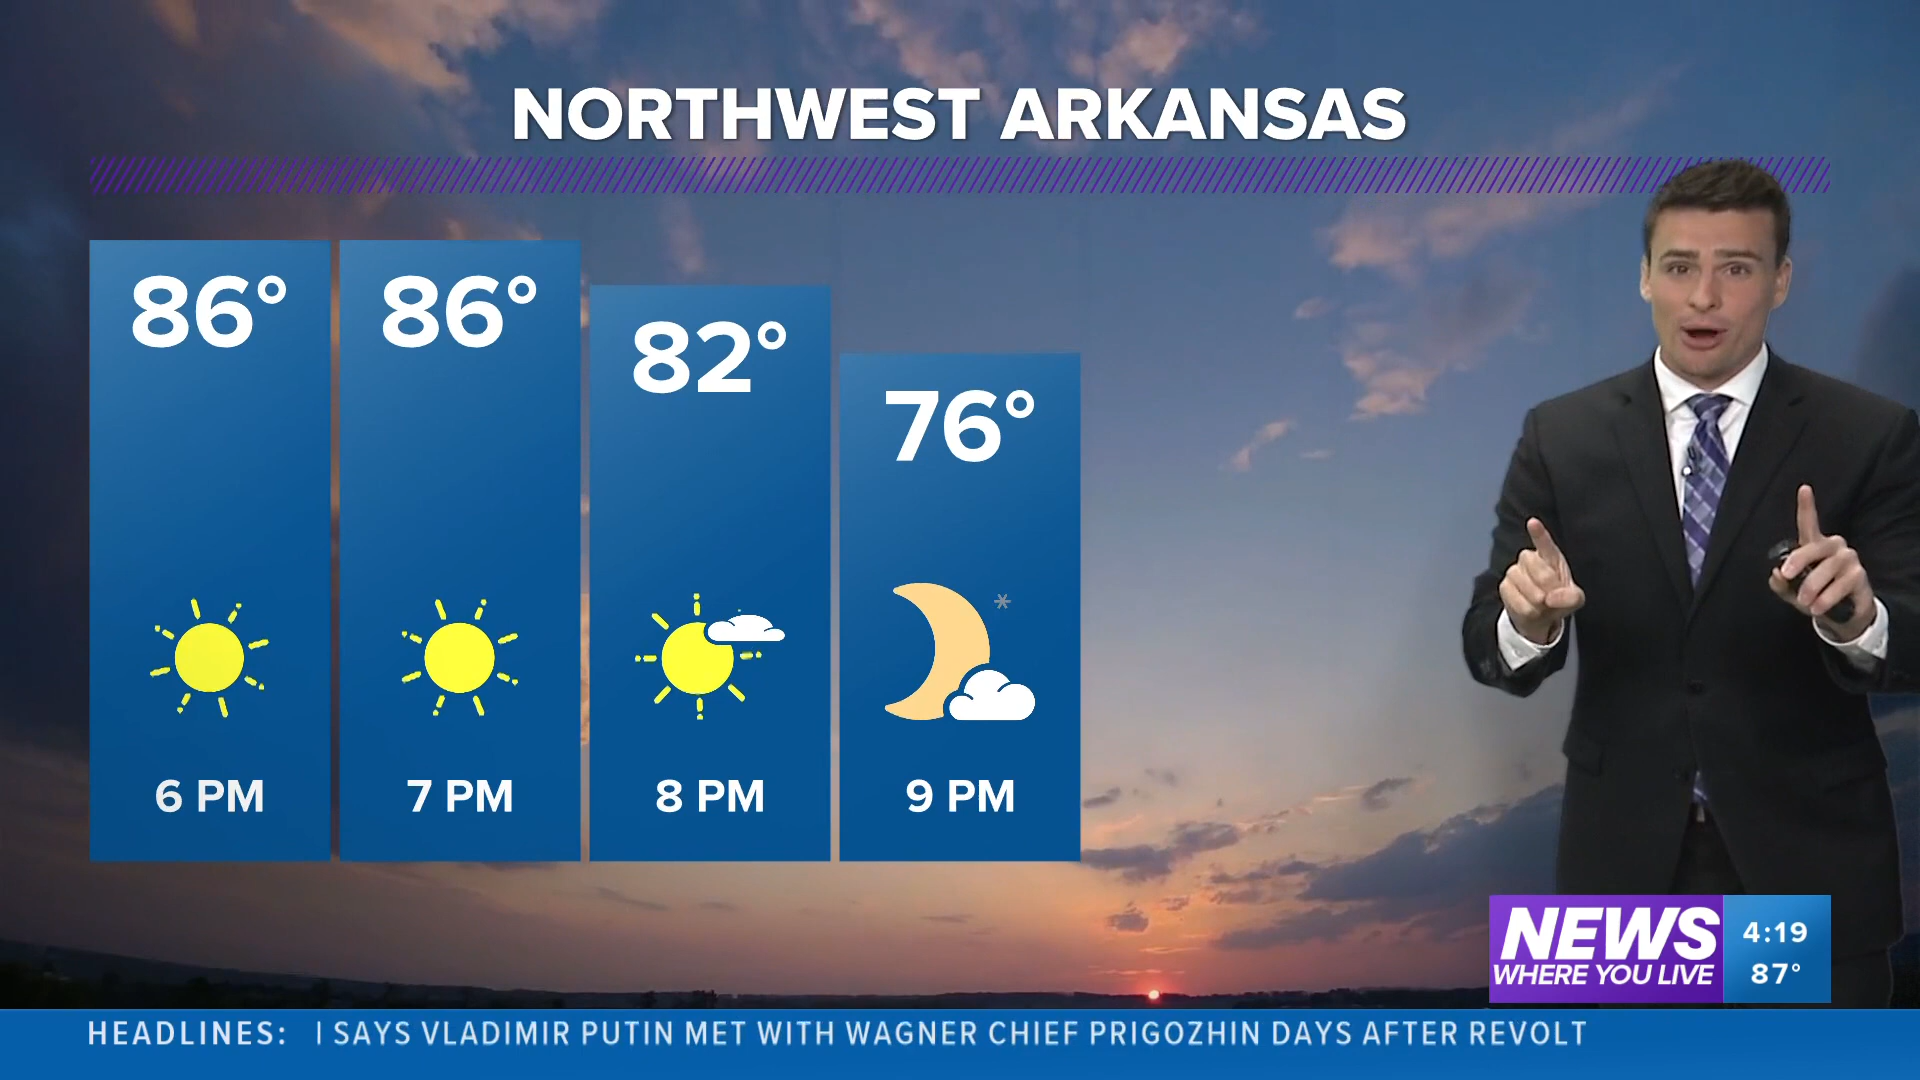 NORTHWEST ARKANSAS
86° 86° 82° 76°
6 PM 7 PM 8 PM 9 PM
NEWS 4:19
WHERE YOU LIVE 87°
HEADLINES: I SAYS VLADIMIR PUTIN MET WITH WAGNER CHIEF PRIGOZHIN DAYS AFTER REVOLT